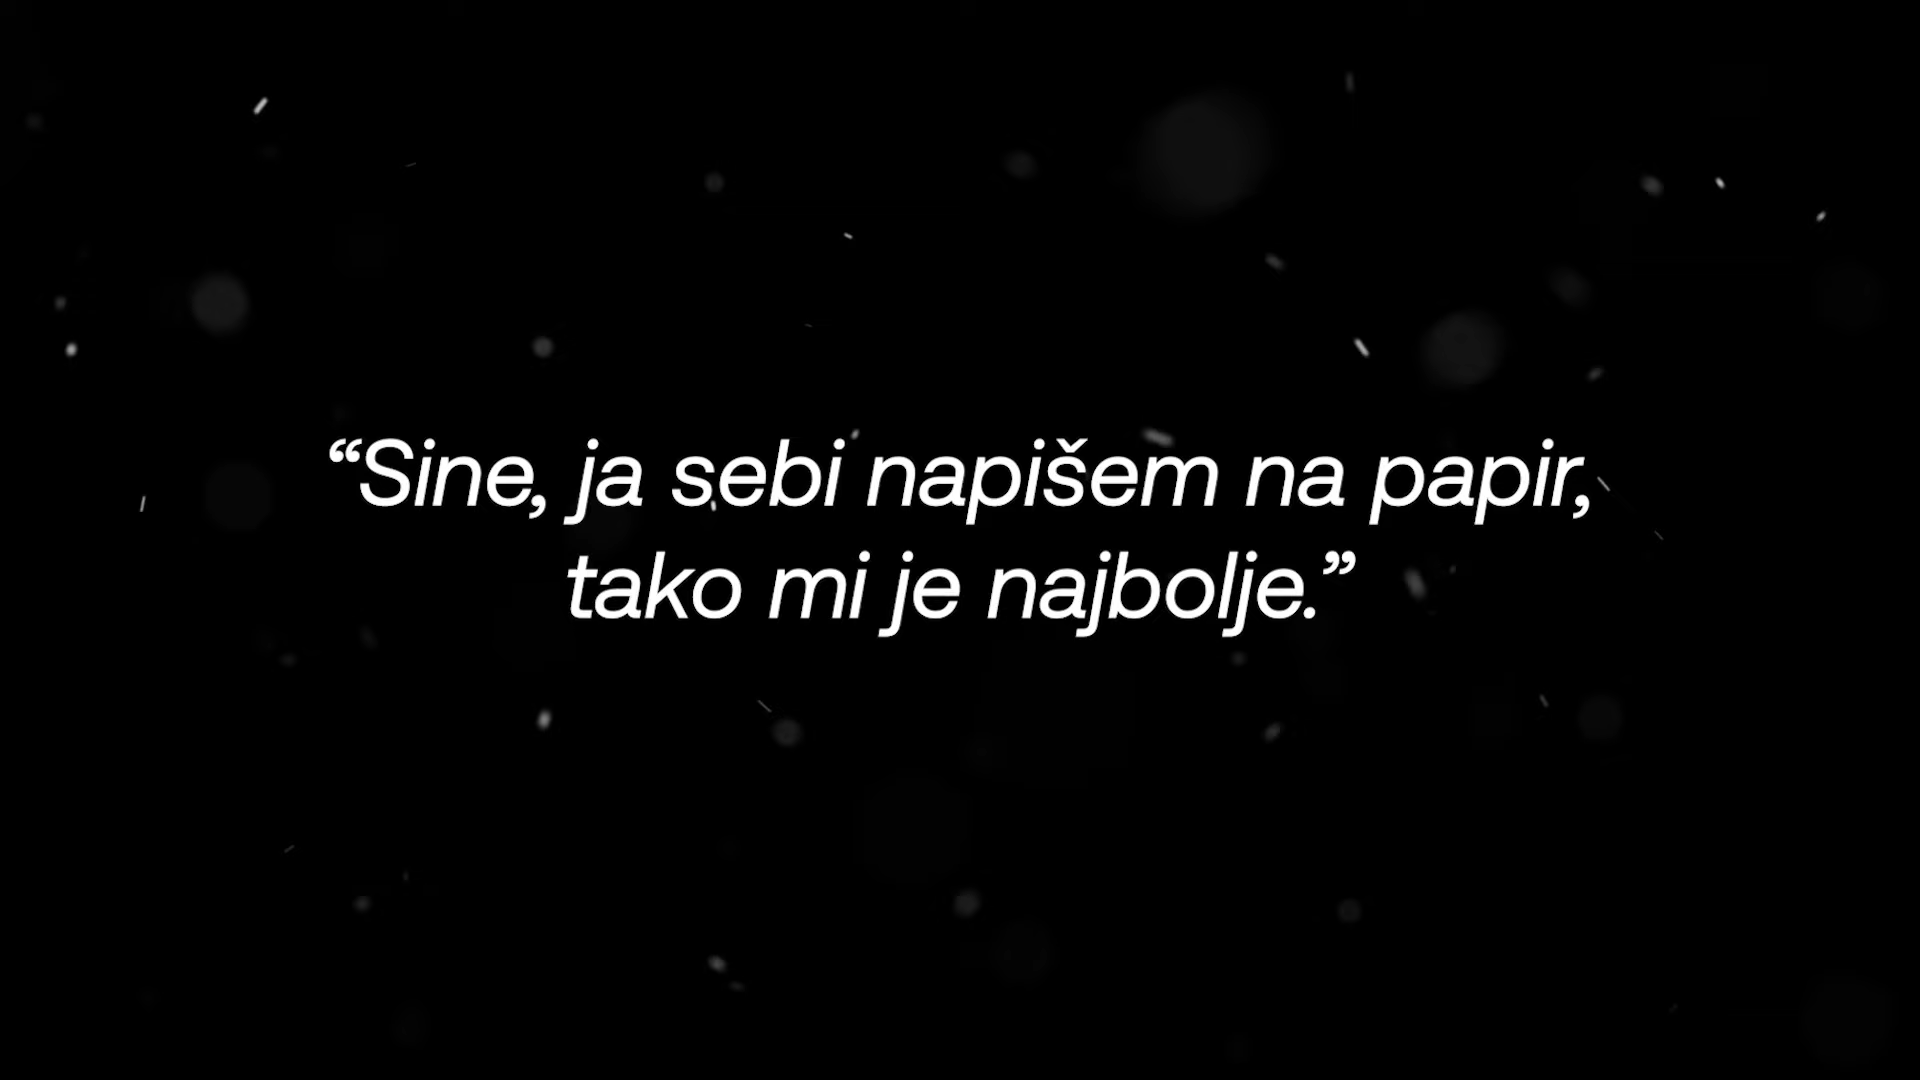 “Sine, ja sebi napišem na papir,
tako mi je najbolje.”